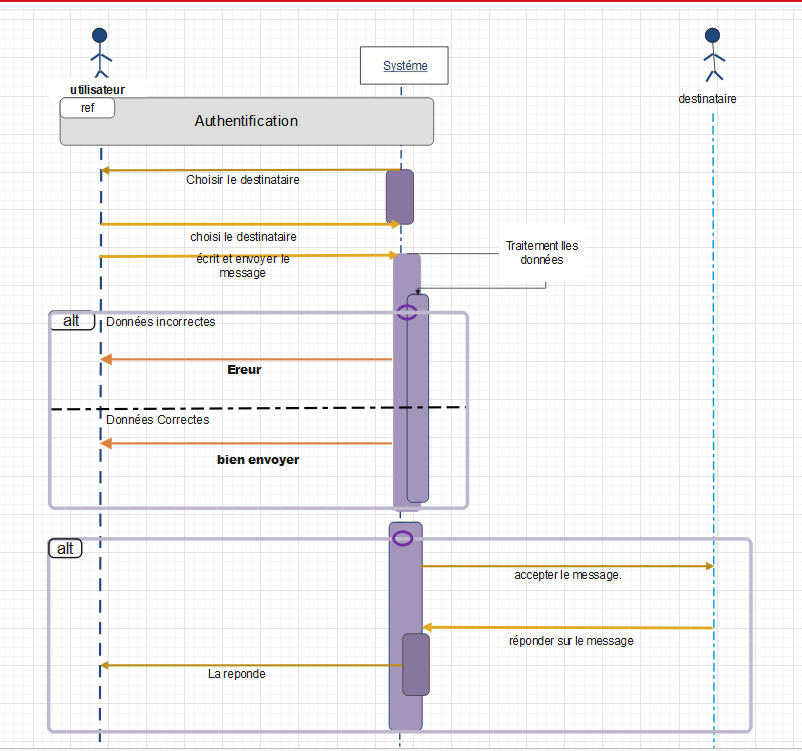 utilisateur
Systéme
destinataire
ref
Authentification
Choisir le destinataire
choisi le destinataire
écrit et envoyer le
message
Traitement lles
données
alt
Données incorrectes
Ereur
Données Correctes
bien envoyer
alt
accepter le message.
réponder sur le message
La reponde